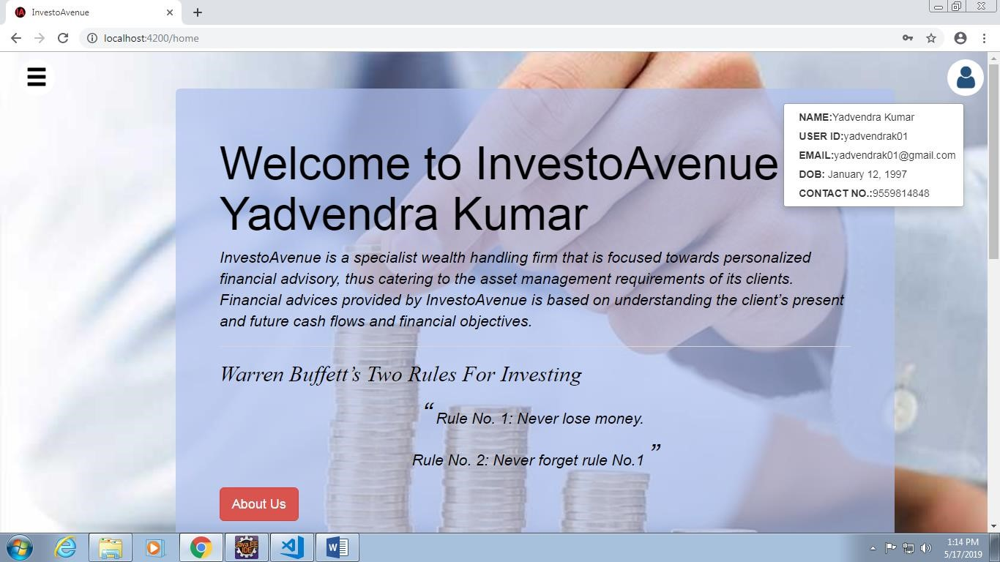 InvestoAvenue
localhost:4200/home
NAME:Yadvendra Kumar
USER ID:yadvendrak01
EMAIL:yadvendrak01@gmail.com
DOB: January 12, 1997
CONTACT NO.:9559814848
Welcome to InvestoAvenue
Yadvendra Kumar
InvestoAvenue is a specialist wealth handling firm that is focused towards personalized
financial advisory, thus catering to the asset management requirements of its clients.
Financial advices provided by InvestoAvenue is based on understanding the client’s present
and future cash flows and financial objectives.
Warren Buffett’s Two Rules For Investing
“ Rule No. 1: Never lose money.
Rule No. 2: Never forget rule No.1 ”
About Us
Java EE
IDE
1:14 PM
5/17/2019